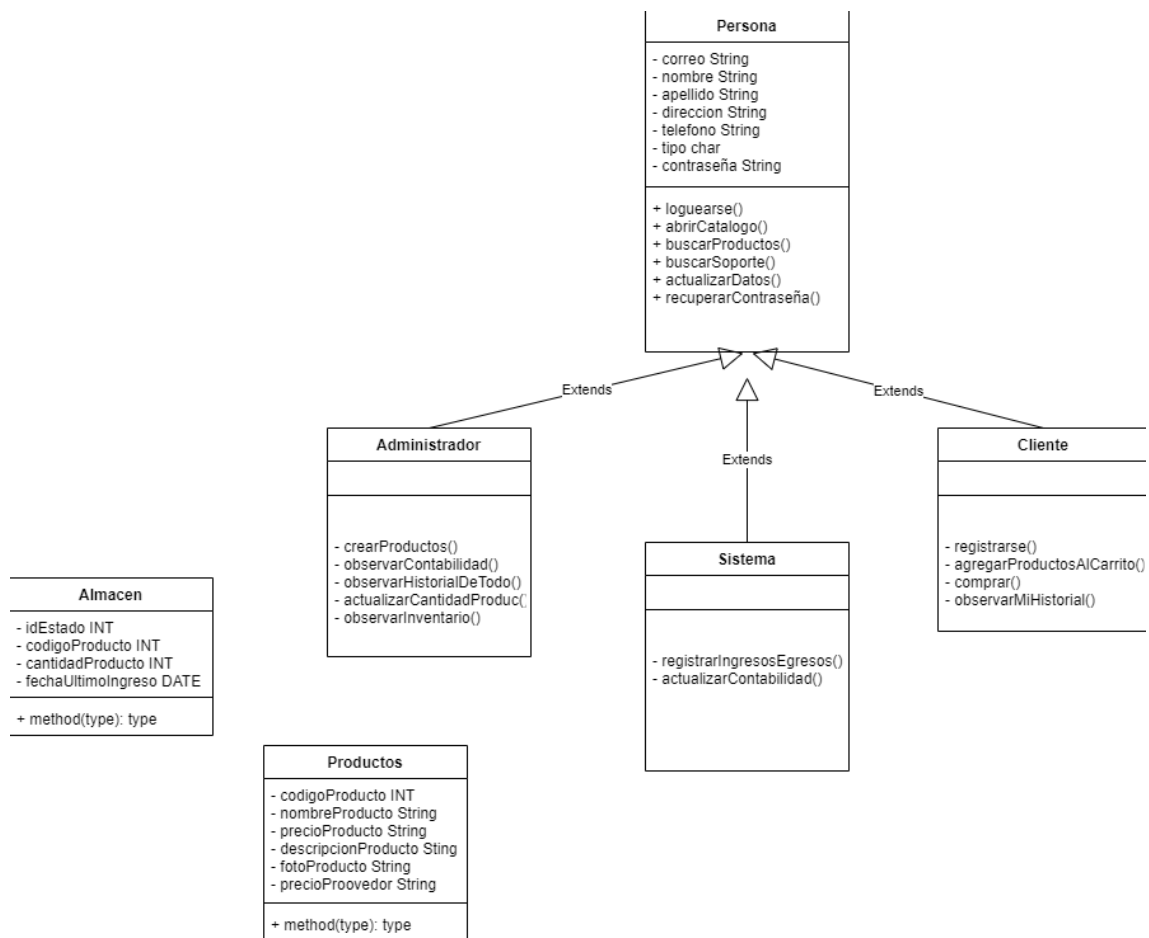 Persona
- correo String
- nombre String
- apellido String
- direccion String
- telefono String
- tipo char
- contraseña String
+ loguearse()
+ abrirCatalogo()
+ buscarProductos()
+ buscarSoporte()
+ actualizarDatos()
+ recuperarContraseña()
Extends
Extends
Extends
Administrador
- crearProductos()
- observarContabilidad()
- observarHistorialDeTodo()
- actualizarCantidadProduc(
- observarInventario()
Sistema
- registrarIngresosEgresos()
- actualizarContabilidad()
Cliente
- registrarse()
- agregarProductosAlCarrito()
- comprar()
- observarMiHistorial()
Almacen
- idEstado INT
- codigoProducto INT
- cantidadProducto INT
- fechaUltimoIngreso DATE
+ method(type): type
Productos
- codigoProducto INT
- nombreProducto String
- precioProducto String
- descripcionProducto Sting
- fotoProducto String
- precioProovedor String
+ method(type): type